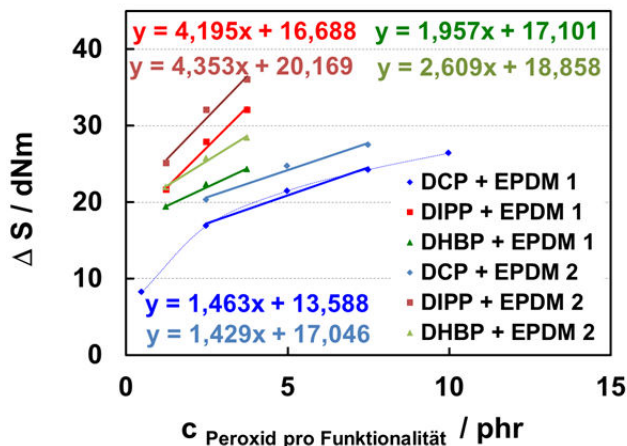 y = 4,195x + 16,688 y = 1,957x + 17,101
y = 4,353x + 20,169 y = 2,609x + 18,858
40
30
20
10
0
Δ S / dNm
DCP + EPDM 1
DIPP + EPDM 1
DHBP + EPDM 1
DCP + EPDM 2
DIPP + EPDM 2
DHBP + EPDM 2
y = 1,463x + 13,588
y = 1,429x + 17,046
0 5 10 15
c Peroxid pro Funktionalität / phr